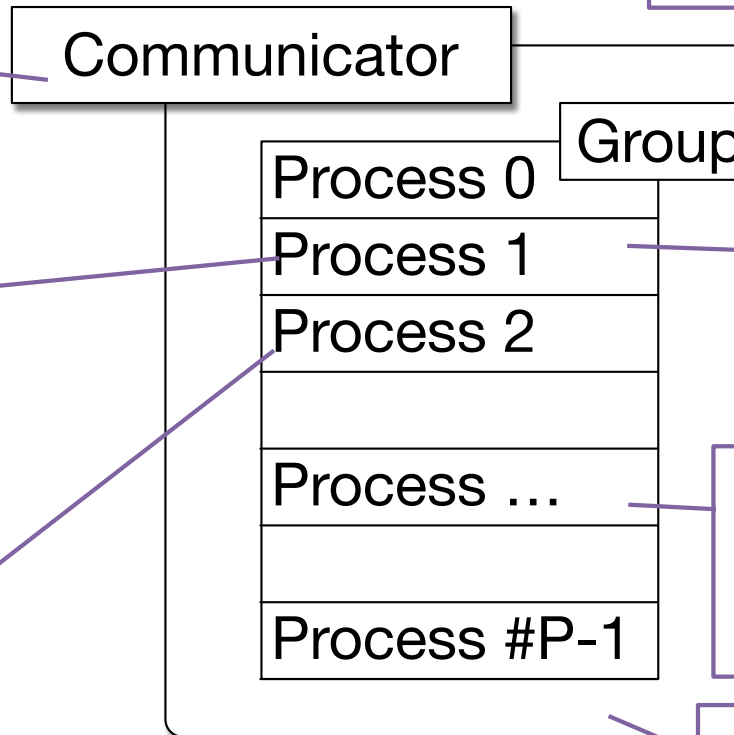 Communicator
Group
Process 0
Process 1
Process 2
Process ...
Process #P-1